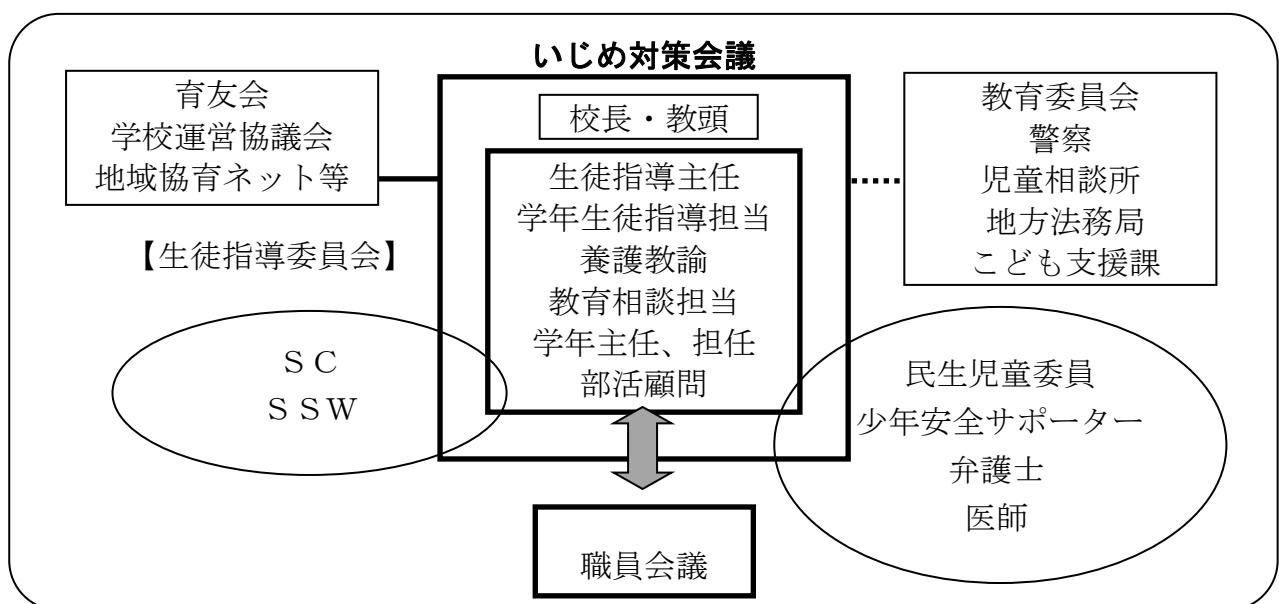 いじめ対策会議
育友会
学校運営協議会
地域協育ネット等
校長・教頭
生徒指導主任
学年生徒指導担当
養護教諭
教育相談担当
学年主任、担任
部活顧問
教育委員会
警察
児童相談所
地方法務局
こども支援課
【生徒指導委員会】
ＳＣ
ＳＳＷ
民生児童委員
少年安全サポーター
弁護士
医師
職員会議